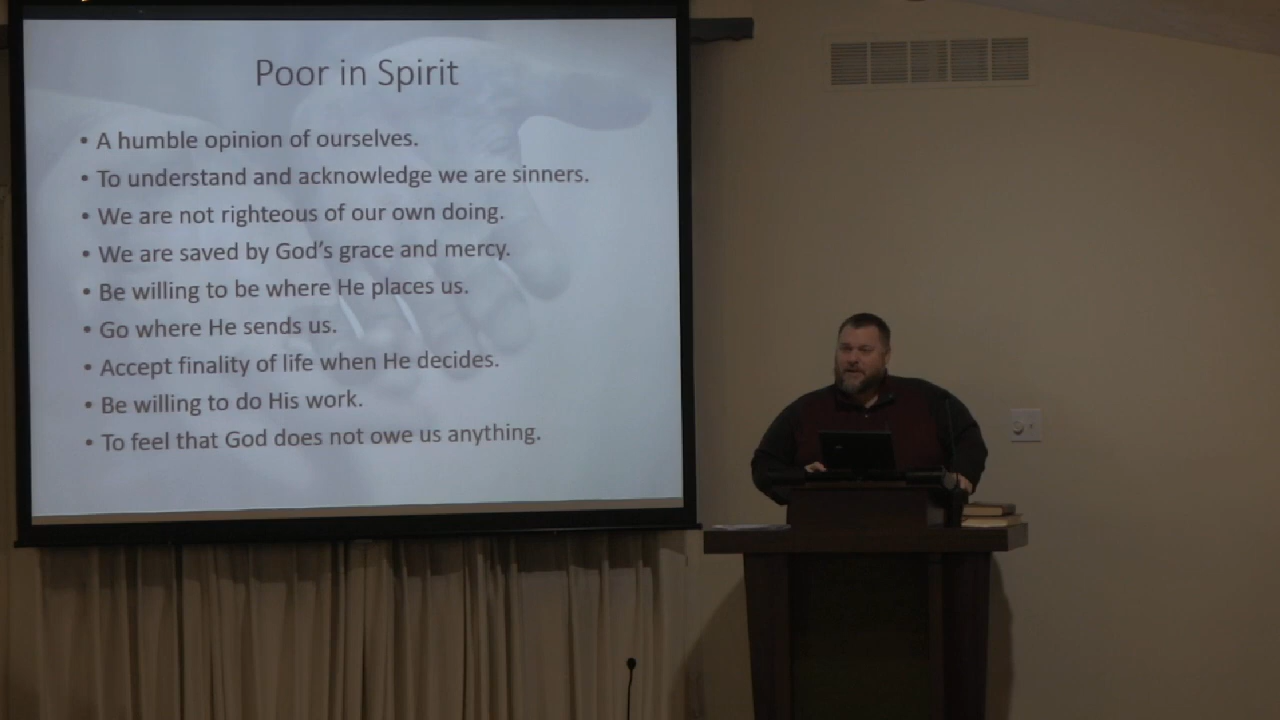 Poor in Spirit
• A humble opinion of ourselves.
• To understand and acknowledge we are sinners.
• We are not righteous of our own doing.
• We are saved by God's grace and mercy.
• Be willing to be where He places us.
• Go where He sends us.
• Accept finality of life when He decides.
• Be willing to do His work.
• To feel that God does not owe us anything.